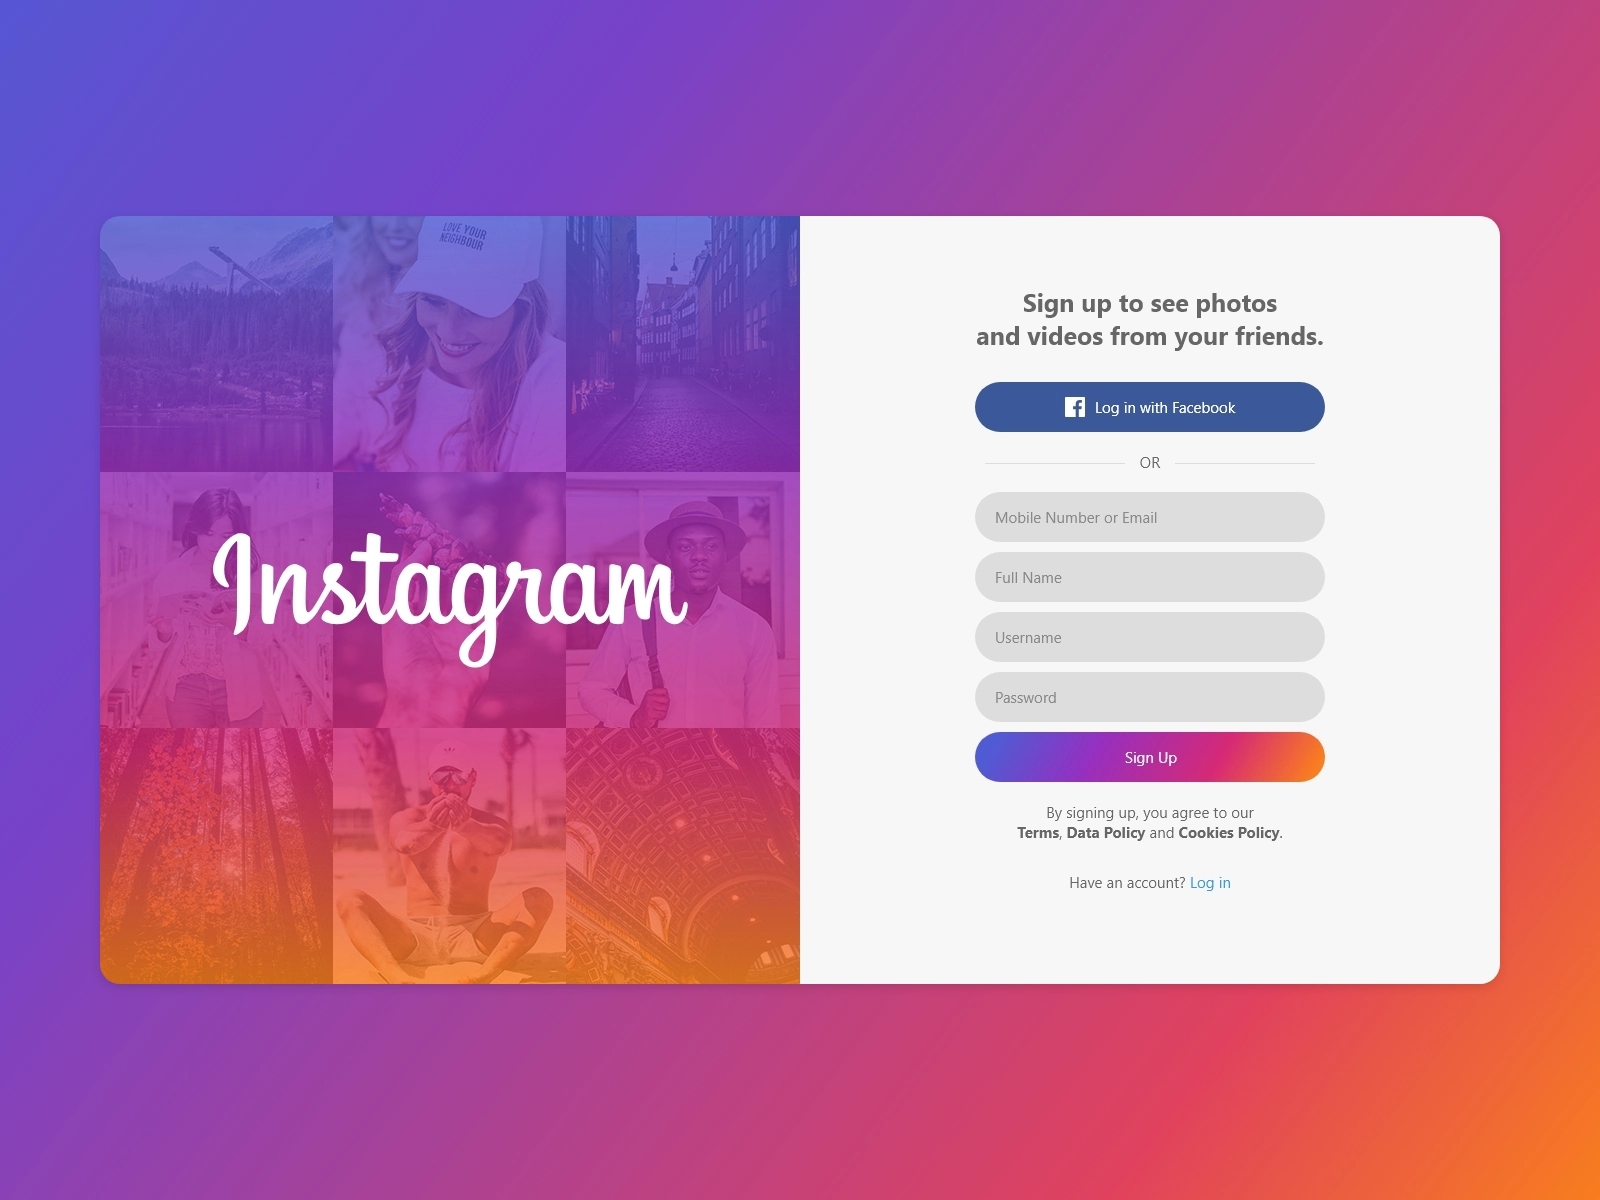 LOVE YOUR
NEIGHBOUR
Instagram
Sign up to see photos
and videos from your friends.
Log in with Facebook
OR
Mobile Number or Email
Full Name
Username
Password
Sign Up
By signing up, you agree to our
Terms, Data Policy and Cookies Policy.
Have an account? Log in